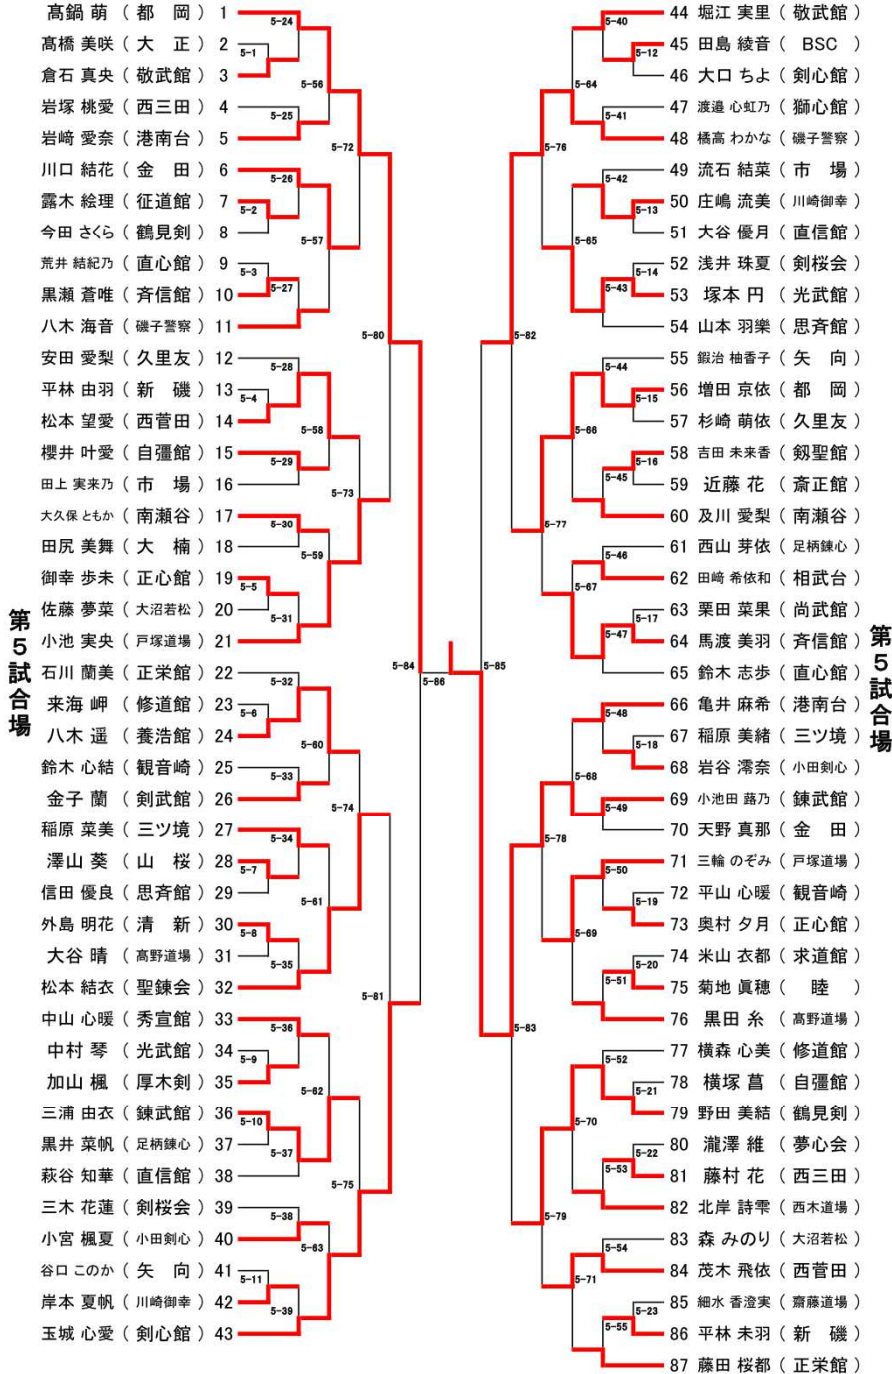 髙鍋 萌 ( 都 岡 ) 1
髙橋 美咲 ( 大 正 ) 2
倉石 真央 ( 敬武館 ) 3
岩塚 桃愛 ( 西三田 ) 4
岩﨑 愛奈 ( 港南台 ) 5
川口 結花 ( 金 田 ) 6
露木 絵理 ( 征道館 ) 7
今田 さくら ( 鶴見剣 ) 8
荒井 結紀乃 ( 直心館 ) 9
黒瀬 蒼唯 ( 斉信館 ) 10
八木 海音 ( 磯子警察 ) 11
安田 愛梨 ( 久里友 ) 12
平林 由羽 ( 新 磯 ) 13
松本 望愛 ( 西菅田 ) 14
櫻井 叶愛 ( 自彊館 ) 15
田上 実来乃 ( 市 場 ) 16
大久保 ともか ( 南瀬谷 ) 17
田尻 美舞 ( 大 楠 ) 18
御幸 歩未 ( 正心館 ) 19
佐藤 夢菜 ( 大沼若松 ) 20
小池 実央 ( 戸塚道場 ) 21
石川 蘭美 ( 正栄館 ) 22
来海 岬 ( 修道館 ) 23
八木 遥 ( 養浩館 ) 24
鈴木 心結 ( 観音崎 ) 25
金子 蘭 ( 剣武館 ) 26
稲原 菜美 ( 三ツ境 ) 27
澤山 葵 ( 山 桜 ) 28
信田 優良 ( 思斉館 ) 29
外島 明花 ( 清 新 ) 30
大谷 晴 ( 髙野道場 ) 31
松本 結衣 ( 聖錬会 ) 32
中山 心暖 ( 秀宣館 ) 33
中村 琴 ( 光武館 ) 34
加山 楓 ( 厚木剣 ) 35
三浦 由衣 ( 錬武館 ) 36
黒井 菜帆 ( 足柄錬心 ) 37
萩谷 知華 ( 直信館 ) 38
三木 花蓮 ( 剣桜会 ) 39
小宮 楓夏 ( 小田剣心 ) 40
谷口 このか ( 矢 向 ) 41
岸本 夏帆 ( 川崎御幸 ) 42
玉城 心愛 ( 剣心館 ) 43
第5試合場
5-24
5-1
5-56
5-25
5-72
5-26
5-2
5-57
5-3
5-27
5-80
5-28
5-4
5-58
5-29
5-73
5-30
5-59
5-5
5-31
5-84
5-32
5-6
5-60
5-33
5-74
5-34
5-7
5-61
5-8
5-35
5-81
5-36
5-9
5-62
5-10
5-37
5-75
5-38
5-63
5-11
5-39
5-86
5-85
5-40
5-12
5-64
5-41
5-76
5-42
5-13
5-65
5-14
5-43
5-82
5-44
5-15
5-66
5-16
5-45
5-77
5-46
5-67
5-17
5-47
5-48
5-18
5-68
5-49
5-78
5-50
5-19
5-69
5-20
5-51
5-83
5-52
5-21
5-70
5-22
5-53
5-79
5-54
5-71
5-23
5-55
44 堀江 実里 ( 敬武館 )
45 田島 綾音 ( BSC )
46 大口 ちよ ( 剣心館 )
47 渡邉 心虹乃 ( 獅心館 )
48 橘高 わかな ( 磯子警察 )
49 流石 結菜 ( 市 場 )
50 庄嶋 流美 ( 川崎御幸 )
51 大谷 優月 ( 直信館 )
52 浅井 珠夏 ( 剣桜会 )
53 塚本 円 ( 光武館 )
54 山本 羽樂 ( 思斉館 )
55 鍜治 柚香子 ( 矢 向 )
56 増田 京依 ( 都 岡 )
57 杉崎 萌依 ( 久里友 )
58 吉田 未来香 ( 剱聖館 )
59 近藤 花 ( 斎正館 )
60 及川 愛梨 ( 南瀬谷 )
61 西山 芽依 ( 足柄錬心 )
62 田﨑 希依和 ( 相武台 )
63 栗田 菜果 ( 尚武館 )
64 馬渡 美羽 ( 斉信館 )
65 鈴木 志歩 ( 直心館 )
66 亀井 麻希 ( 港南台 )
67 稲原 美緒 ( 三ツ境 )
68 岩谷 澪奈 ( 小田剣心 )
69 小池田 蕗乃 ( 錬武館 )
70 天野 真那 ( 金 田 )
71 三輪 のぞみ ( 戸塚道場 )
72 平山 心暖 ( 観音崎 )
73 奥村 夕月 ( 正心館 )
74 米山 衣都 ( 求道館 )
75 菊地 眞穂 ( 睦 )
76 黒田 糸 ( 髙野道場 )
77 横森 心美 ( 修道館 )
78 横塚 菖 ( 自彊館 )
79 野田 美結 ( 鶴見剣 )
80 瀧澤 維 ( 夢心会 )
81 藤村 花 ( 西三田 )
82 北岸 詩雫 ( 西木道場 )
83 森 みのり ( 大沼若松 )
84 茂木 飛依 ( 西菅田 )
85 細水 香澄実 ( 齋藤道場 )
86 平林 未羽 ( 新 磯 )
87 藤田 桜都 ( 正栄館 )
第5試合場